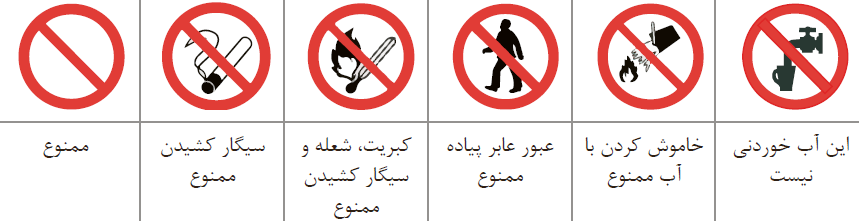 این آب خوردنی
نیست
خاموش کردن با
آب ممنوع
عبور عابر پیاده
ممنوع
کبریت، شعله و
سیگار کشیدن
ممنوع
سیگار کشیدن
ممنوع
ممنوع